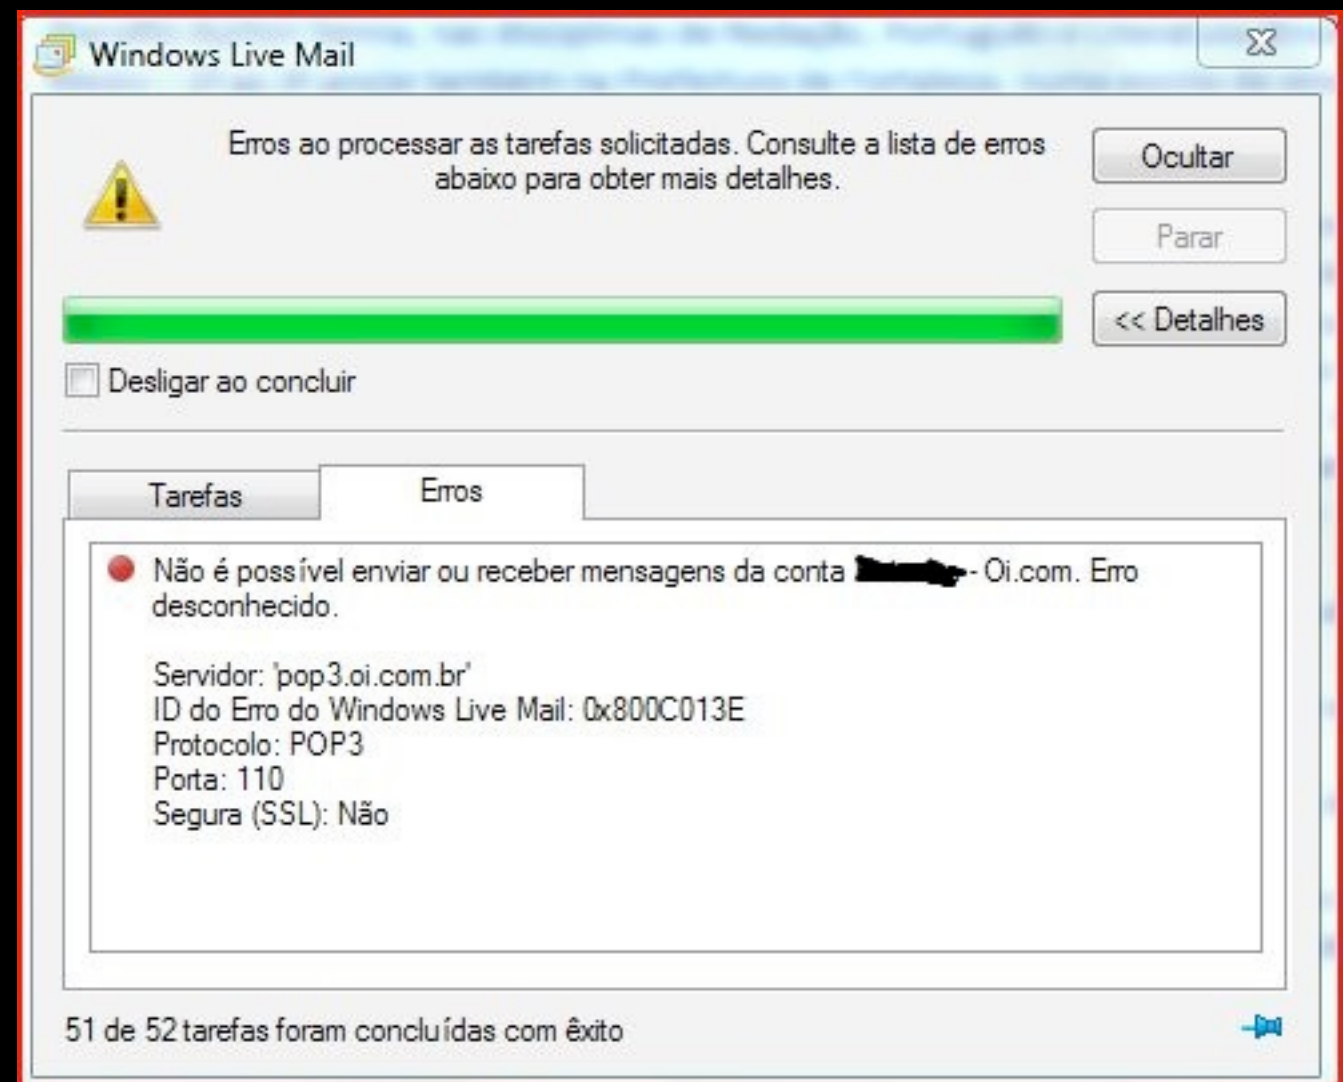 Windows Live Mail
Erros ao processar as tarefas solicitadas. Consulte a lista de erros
abaixo para obter mais detalhes.
Ocultar
Parar
<< Detalhes
Desligar ao concluir
Tarefas
Erros
Não é possível enviar ou receber mensagens da conta - Oi.com. Erro
desconhecido.
Servidor: 'pop3.oi.com.br'
ID do Erro do Windows Live Mail: 0x800C013E
Protocolo: POP3
Porta: 110
Segura (SSL): Não
51 de 52 tarefas foram concluídas com êxito